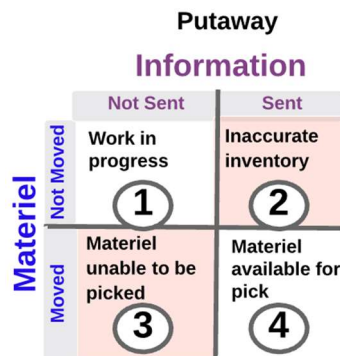 Putaway
Information
Not Sent
Sent
Materiel
Not Moved
Work in
progress
1
Inaccurate
inventory
2
Moved
Materiel
unable to be
picked
3
Materiel
available for
pick
4